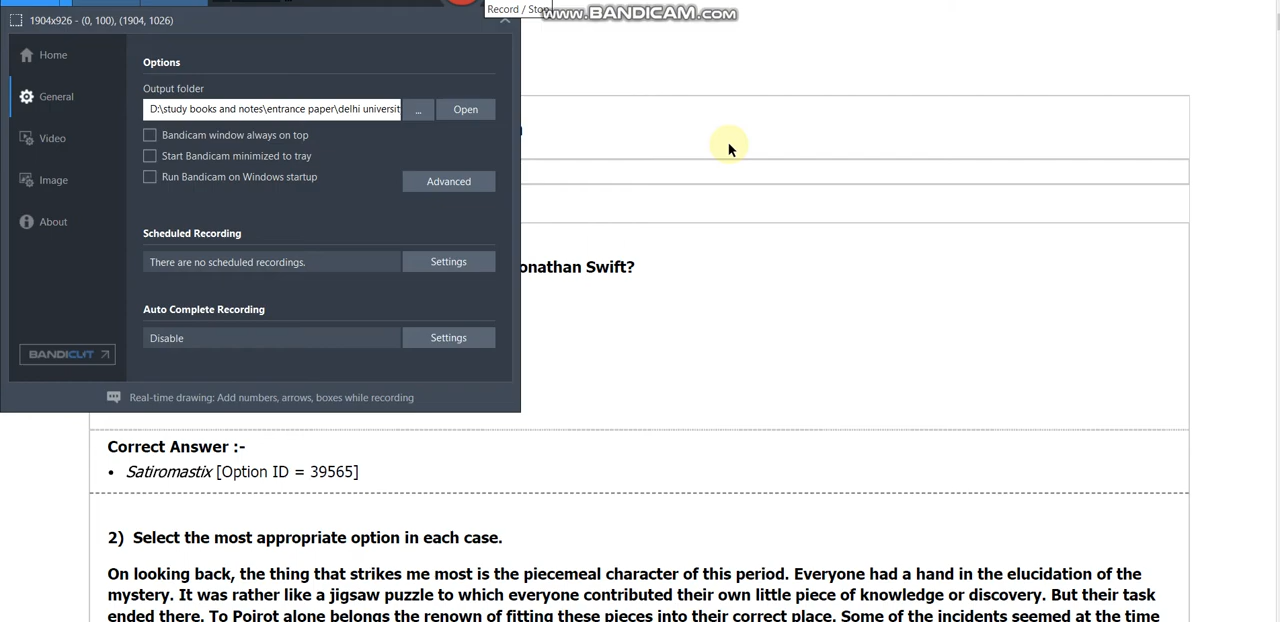 Record / Stop
www.BANDICAM.com
1904x926 - (0, 100), (1904, 1026)
Home
General
Video
Image
About
BANDICUT
Options
Output folder
D:\study books and notes\entrance paper\delhi universit
...
Open
Bandicam window always on top
Start Bandicam minimized to tray
Run Bandicam on Windows startup
Advanced
Scheduled Recording
There are no scheduled recordings.
Settings
Auto Complete Recording
Disable
Settings
Real-time drawing: Add numbers, arrows, boxes while recording
onathan Swift?
Correct Answer :-
• Satiromastix [Option ID = 39565]
2) Select the most appropriate option in each case.
On looking back, the thing that strikes me most is the piecemeal character of this period. Everyone had a hand in the elucidation of the
mystery. It was rather like a jigsaw puzzle to which everyone contributed their own little piece of knowledge or discovery. But their task
ended there. To Poirot alone belongs the renown of fitting these pieces into their correct place. Some of the incidents seemed at the time